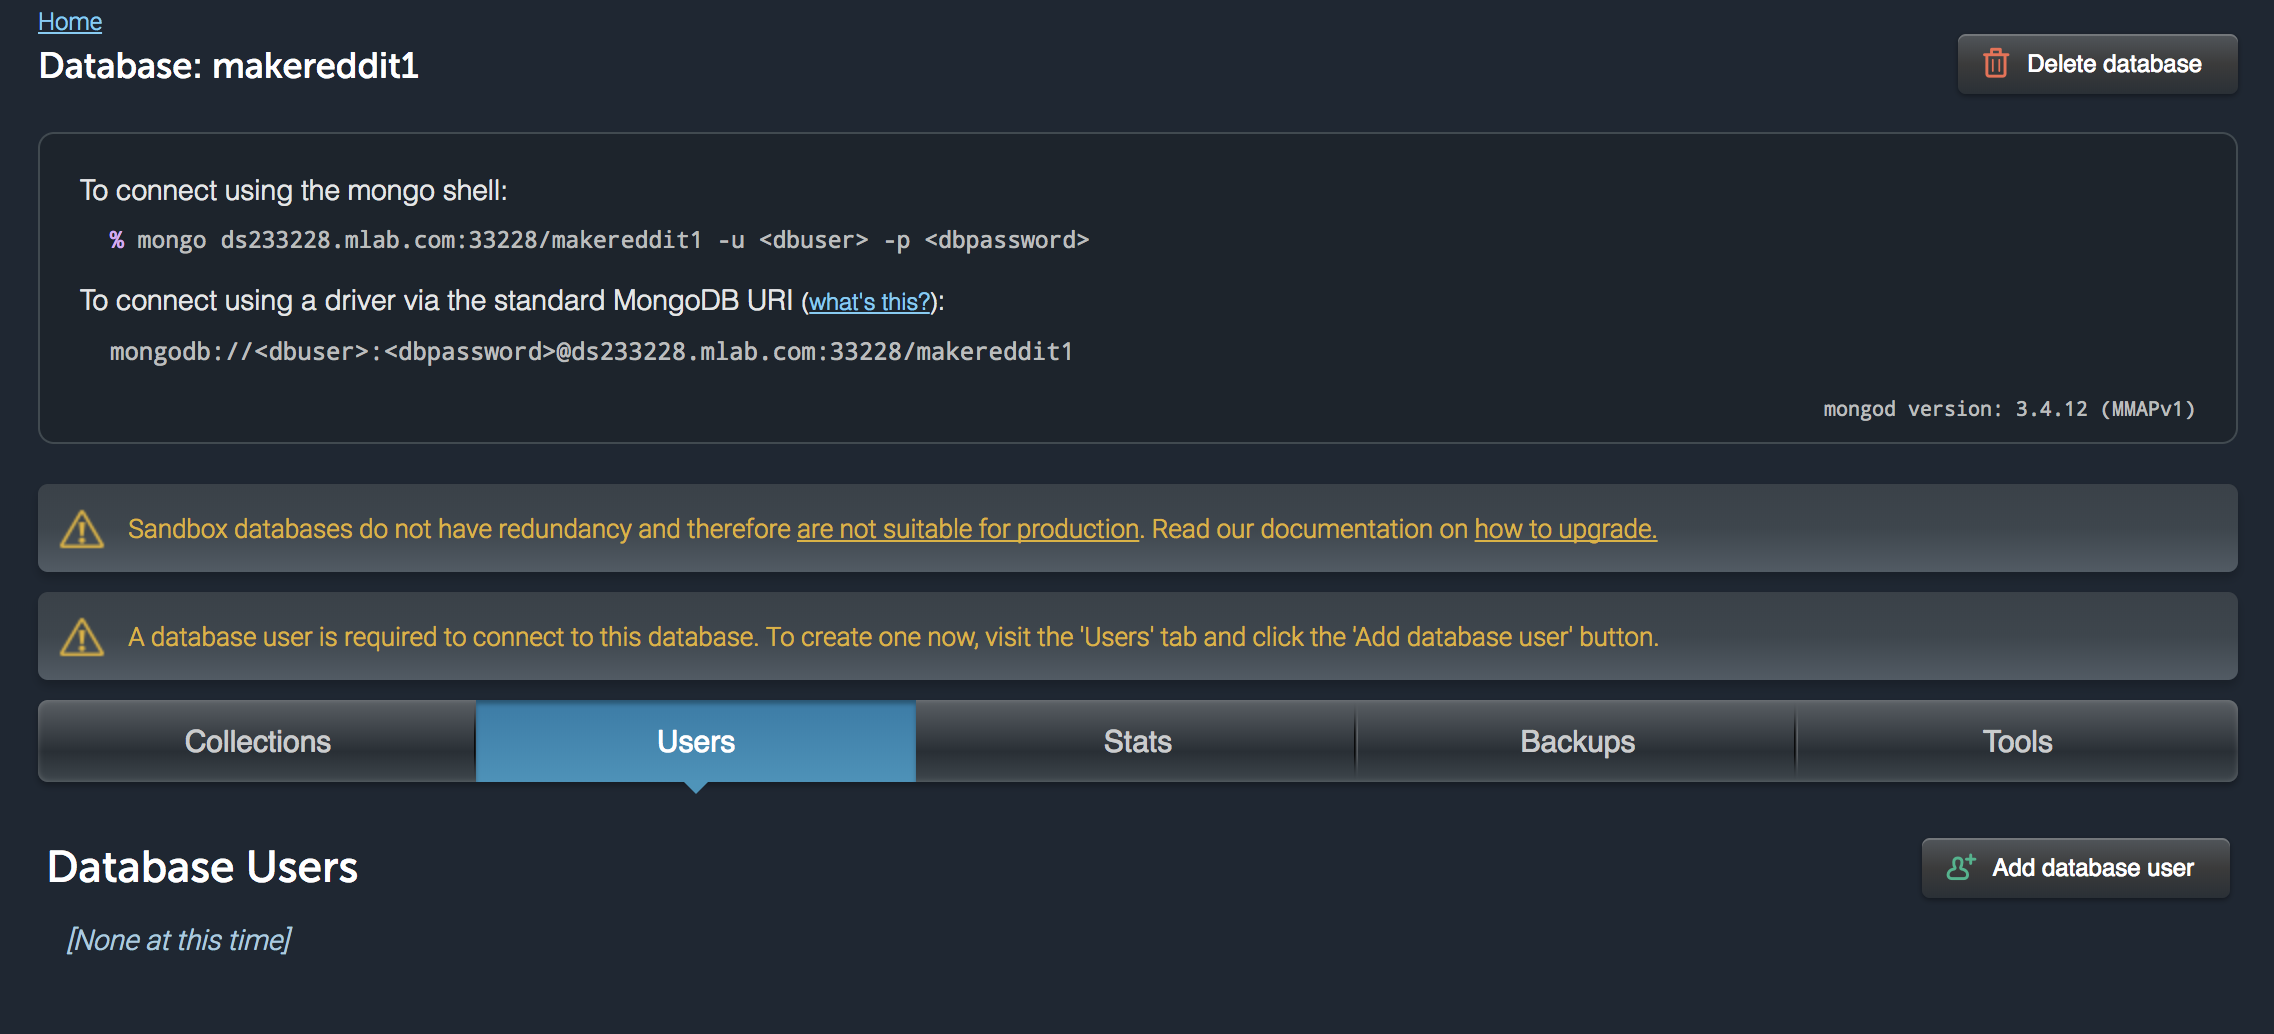 Home
Database: makereddit1
Delete database
To connect using the mongo shell:
% mongo ds233228.mlab.com:33228/makereddit1 -u <dbuser> -p <dbpassword>
To connect using a driver via the standard MongoDB URI (what's this?):
mongodb://<dbuser>:<dbpassword>@ds233228.mlab.com:33228/makereddit1
mongod version: 3.4.12 (MMAPv1)
Sandbox databases do not have redundancy and therefore are not suitable for production. Read our documentation on how to upgrade.
A database user is required to connect to this database. To create one now, visit the 'Users' tab and click the 'Add database user' button.
Collections Users Stats Backups Tools
Database Users
Add database user
[None at this time]